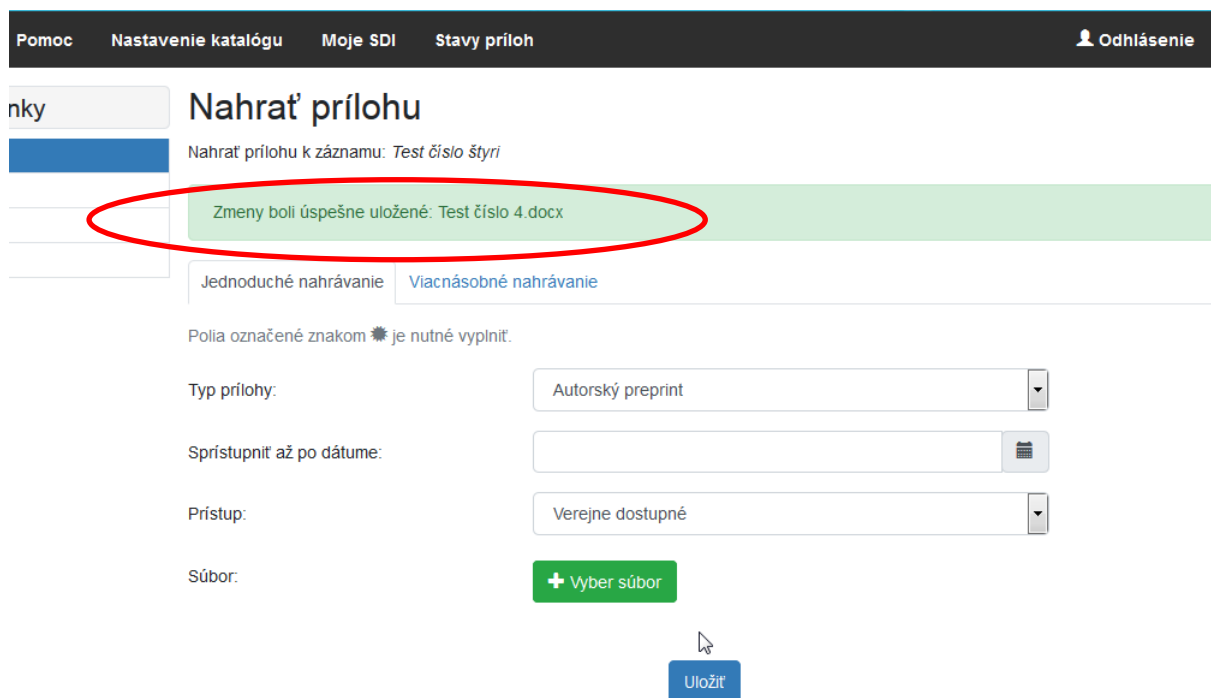 Pomoc Nastavenie katalógu Moje SDI Stavy príloh Odhlásenie
nky
Nahrať prílohu
Nahrať prílohu k záznamu: Test číslo štyri
Zmeny boli úspešne uložené: Test číslo 4.docx
Jednoduché nahrávanie Viacnásobné nahrávanie
Polia označené znakom ✹ je nutné vyplniť.
Typ prílohy: Autorský preprint
Sprístupniť až po dátume:
Prístup: Verejne dostupné
Súbor: Vyber súbor
Uložiť